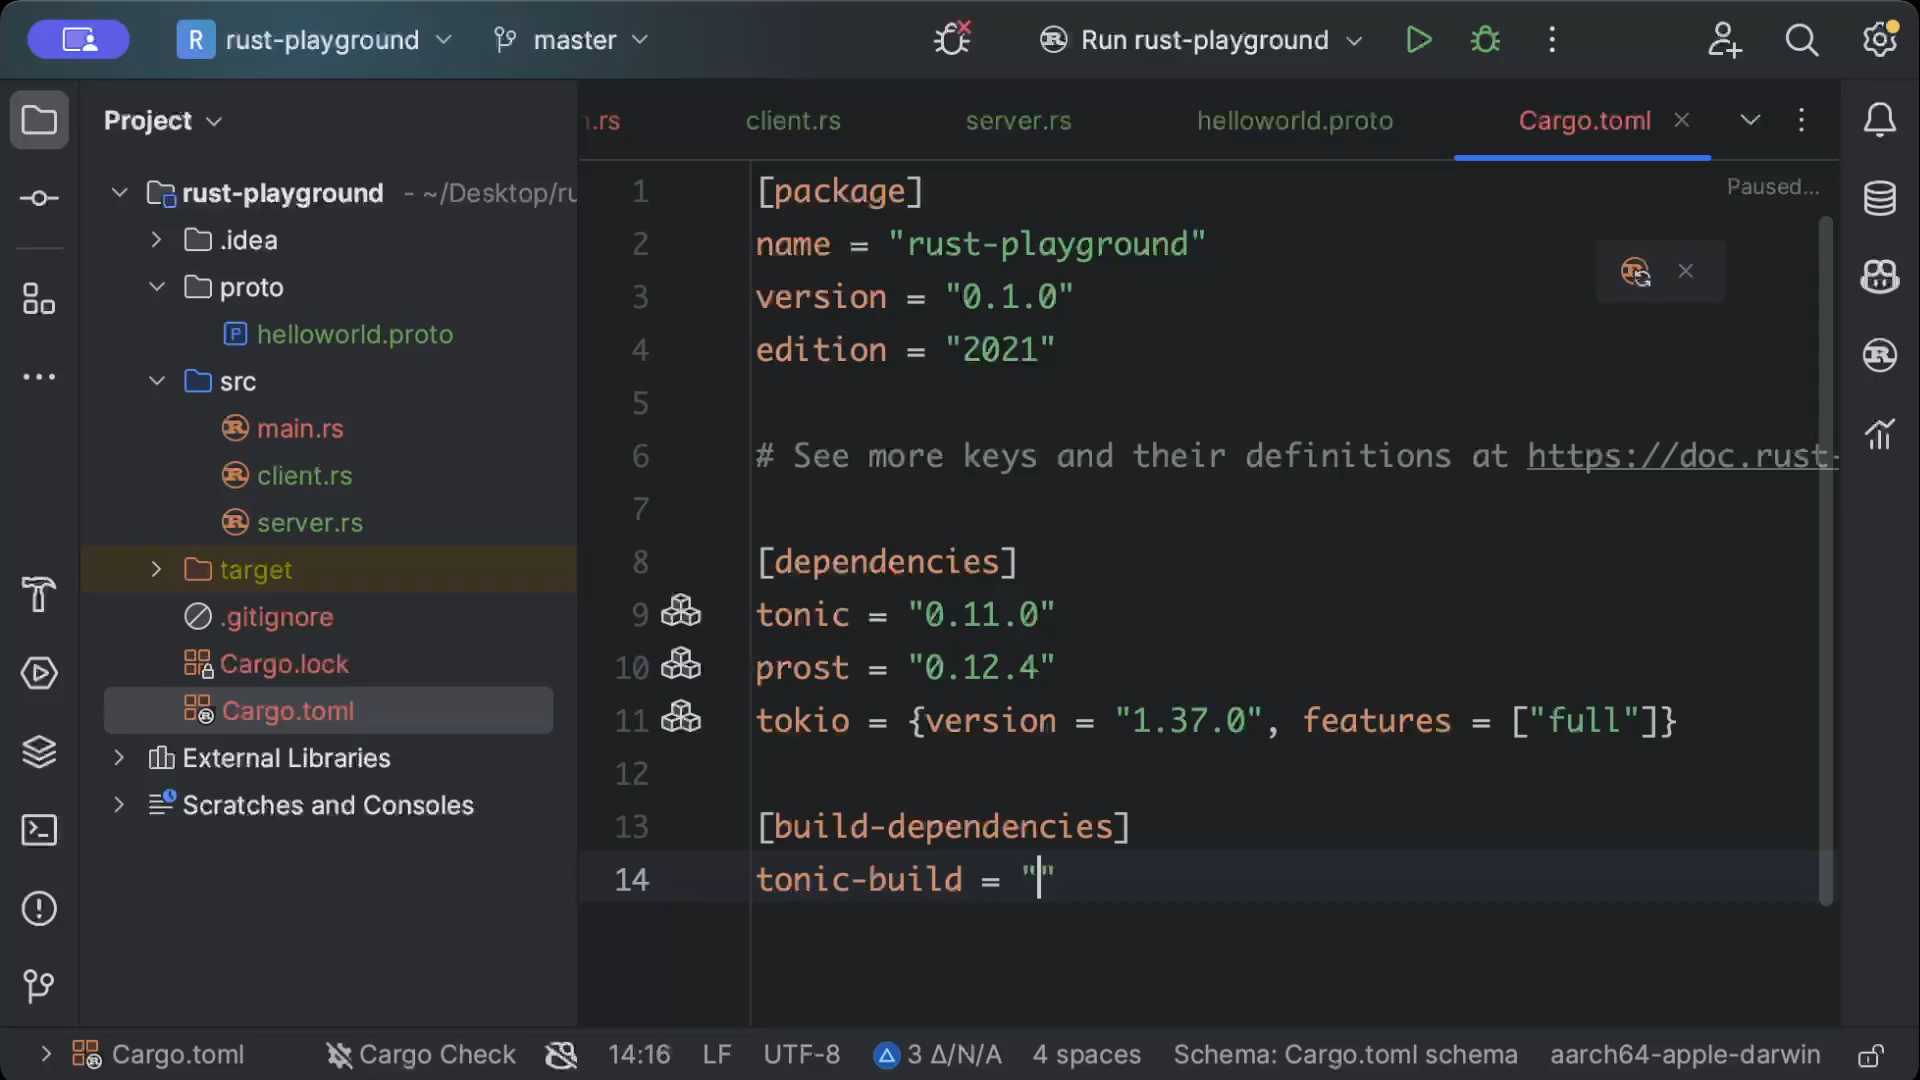 R rust-playground master Run rust-playground
Project
.rs client.rs server.rs helloworld.proto Cargo.toml
rust-playground - ~/Desktop/ru
.idea
proto
helloworld.proto
src
main.rs
client.rs
server.rs
target
.gitignore
Cargo.lock
Cargo.toml
External Libraries
Scratches and Consoles
Paused...
1 [package]
2 name = "rust-playground"
3 version = "0.1.0"
4 edition = "2021"
5
6 # See more keys and their definitions at https://doc.rust-
7
8 [dependencies]
9 tonic = "0.11.0"
10 prost = "0.12.4"
11 tokio = {version = "1.37.0", features = ["full"]}
12
13 [build-dependencies]
14 tonic-build = ""
Cargo.toml Cargo Check 14:16 LF UTF-8 3 Δ/N/A 4 spaces Schema: Cargo.toml schema aarch64-apple-darwin